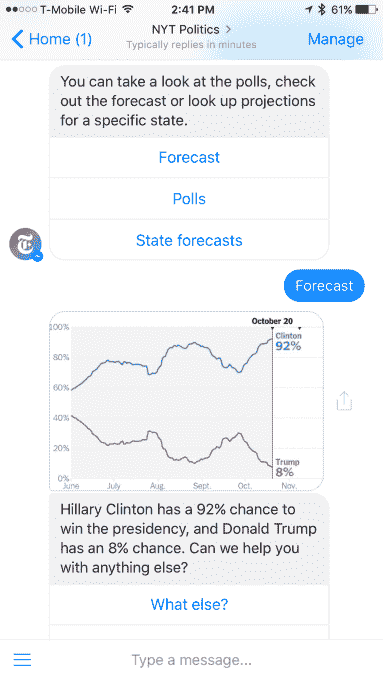 T-Mobile Wi-Fi 2:41 PM 61%
Home (1) NYT Politics Manage
Typically replies in minutes
You can take a look at the polls, check
out the forecast or look up projections
for a specific state.
Forecast
Polls
State forecasts
Forecast
October 20
100%
Clinton
92%
80%
60%
40%
20%
Trump
8%
0%
June July Aug. Sept. Oct. Nov.
Hillary Clinton has a 92% chance to
win the presidency, and Donald Trump
has an 8% chance. Can we help you
with anything else?
What else?
Type a message...